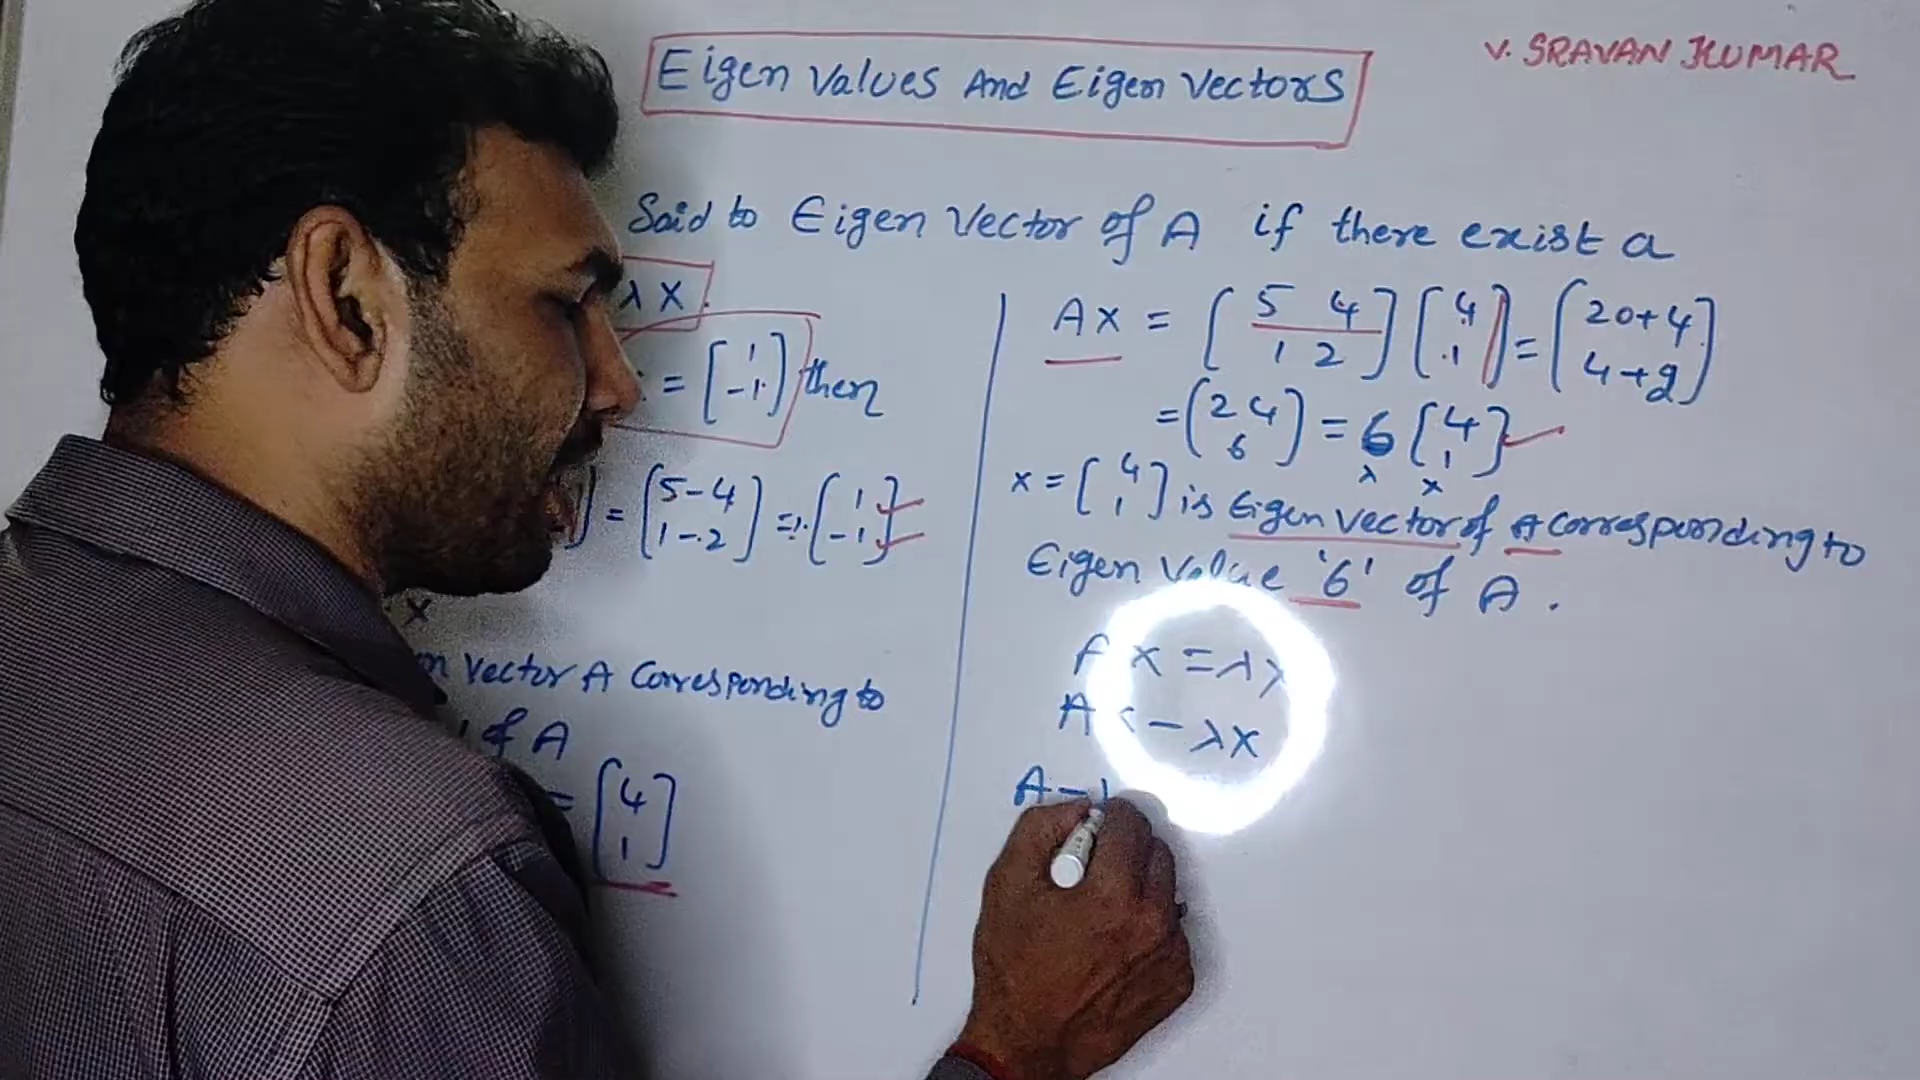 Eigen Values And Eigen Vectors
V. SRAVAN KUMAR
Said to Eigen Vector of A if there exist a
λ x.
= [1 -1] then
= [5-4 1-2] = 1. [1 -1]
x
Vector A Corresponding to
of A
= [4 1]
A x = [5 4 1 2] [4 1] = [20+4 4+2]
= [24 6] = 6 [4 1]
λ x
x = [4 1] is Eigen Vector of A Corresponding to
Eigen Value '6' of A.
A x = λ x
A - λx
A -